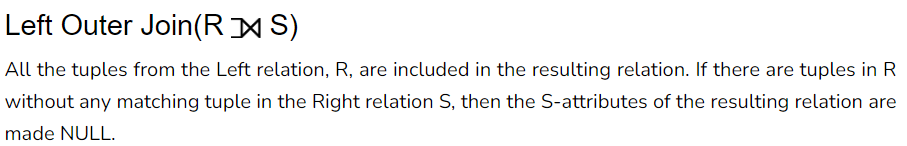 Left Outer Join(R ⟕ S)
All the tuples from the Left relation, R, are included in the resulting relation. If there are tuples in R
without any matching tuple in the Right relation S, then the S-attributes of the resulting relation are
made NULL.